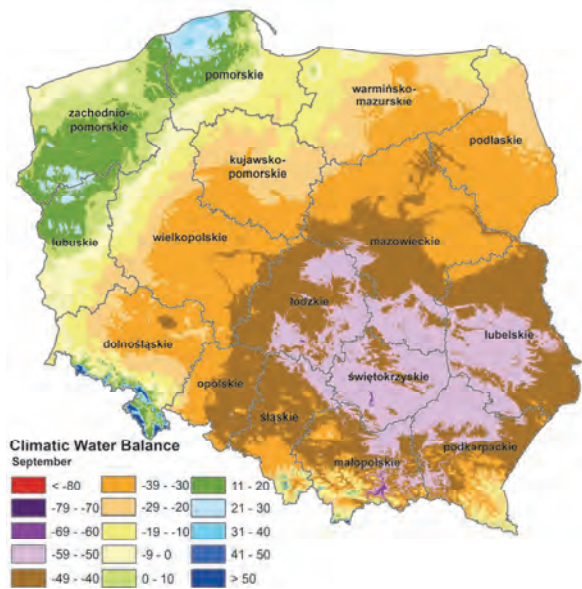 pomorskie
warmińsko-
mazurskie
zachodnio-
pomorskie
podlaskie
kujawsko-
pomorskie
lubuskie
wielkopolskie
mazowieckie
łódzkie
lubelskie
dolnośląskie
opolskie
świętokrzyskie
śląskie
podkarpackie
małopolskie
Climatic Water Balance
September
< -80 -39 - -30 11 - 20
-79 - -70 -29 - -20 21 - 30
-69 - -60 -19 - -10 31 - 40
-59 - -50 -9 - 0 41 - 50
-49 - -40 0 - 10 > 50